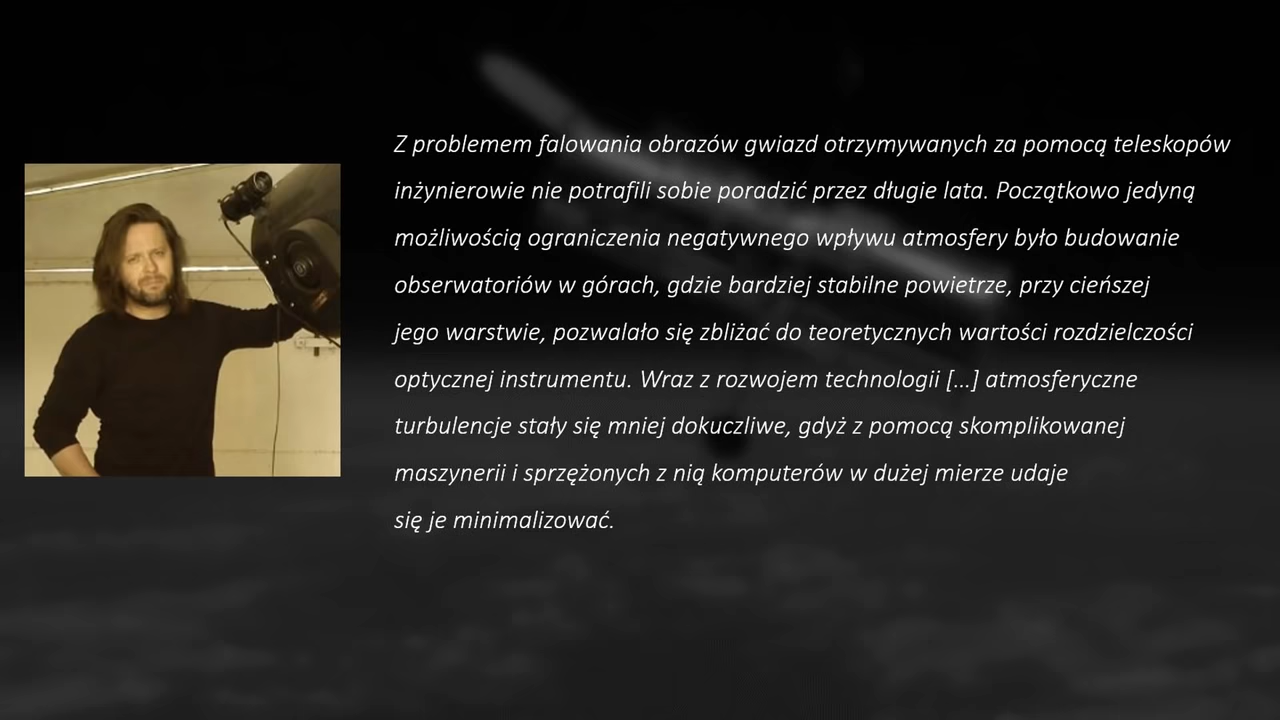 Z problemem falowania obrazów gwiazd otrzymywanych za pomocą teleskopów
inżynierowie nie potrafili sobie poradzić przez długie lata. Początkowo jedyną
możliwością ograniczenia negatywnego wpływu atmosfery było budowanie
obserwatoriów w górach, gdzie bardziej stabilne powietrze, przy cieńszej
jego warstwie, pozwalało się zbliżać do teoretycznych wartości rozdzielczości
optycznej instrumentu. Wraz z rozwojem technologii [...] atmosferyczne
turbulencje stały się mniej dokuczliwe, gdyż z pomocą skomplikowanej
maszynerii i sprzężonych z nią komputerów w dużej mierze udaje
się je minimalizować.